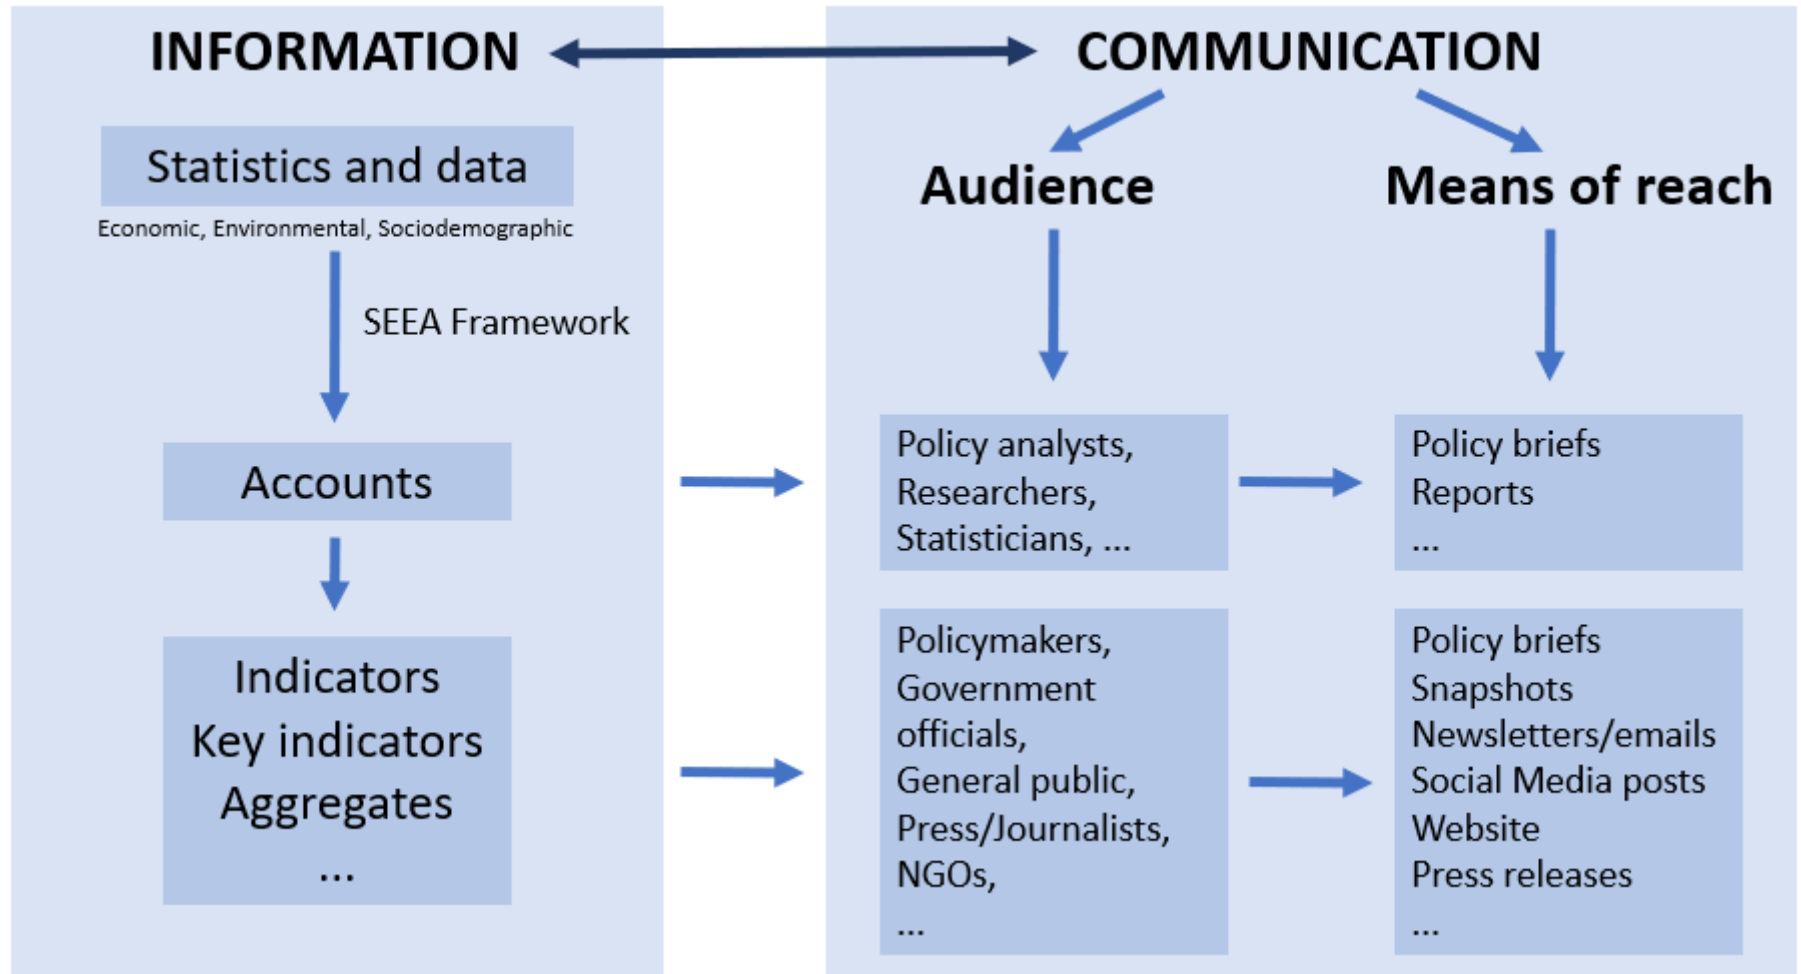 INFORMATION
Statistics and data
Economic, Environmental, Sociodemographic
SEEA Framework
Accounts
Indicators
Key indicators
Aggregates
...
COMMUNICATION
Audience
Means of reach
Policy analysts,
Researchers,
Statisticians, ...
Policy briefs
Reports
...
Policymakers,
Government
officials,
General public,
Press/Journalists,
NGOs,
...
Policy briefs
Snapshots
Newsletters/emails
Social Media posts
Website
Press releases
...